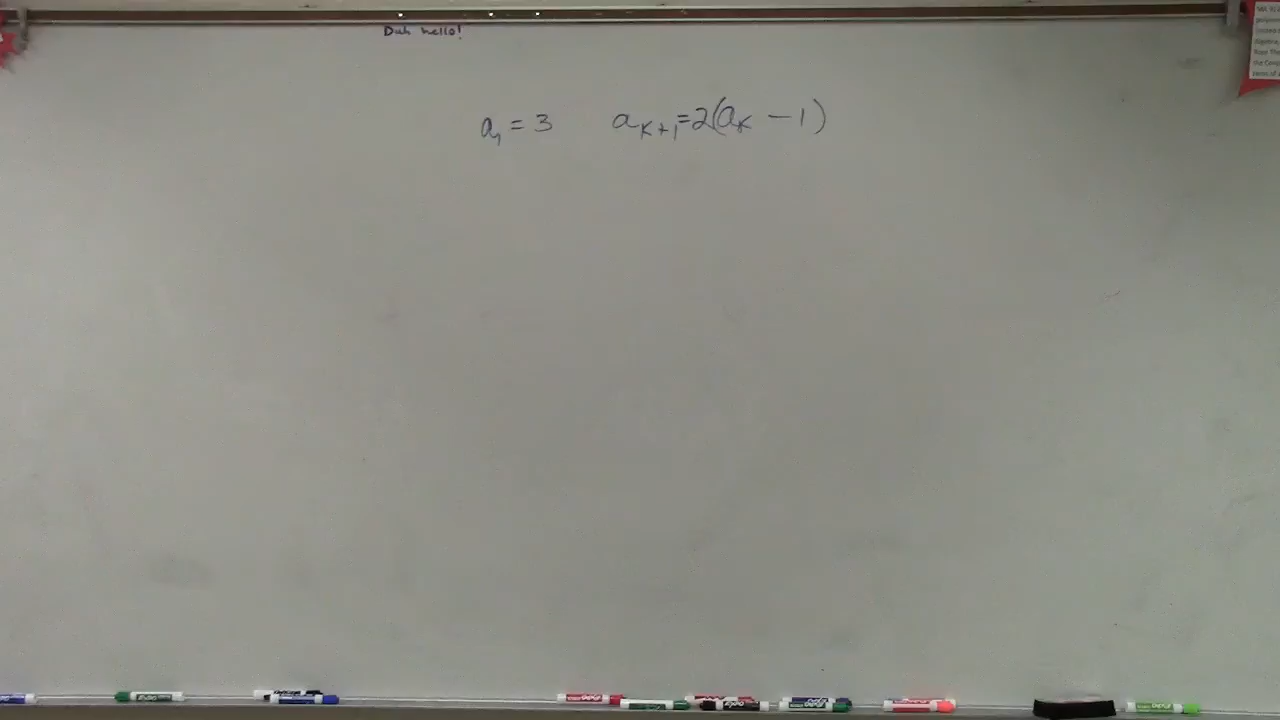 Duh hello!
a₁ = 3 aₖ₊₁ = 2(aₖ − 1)